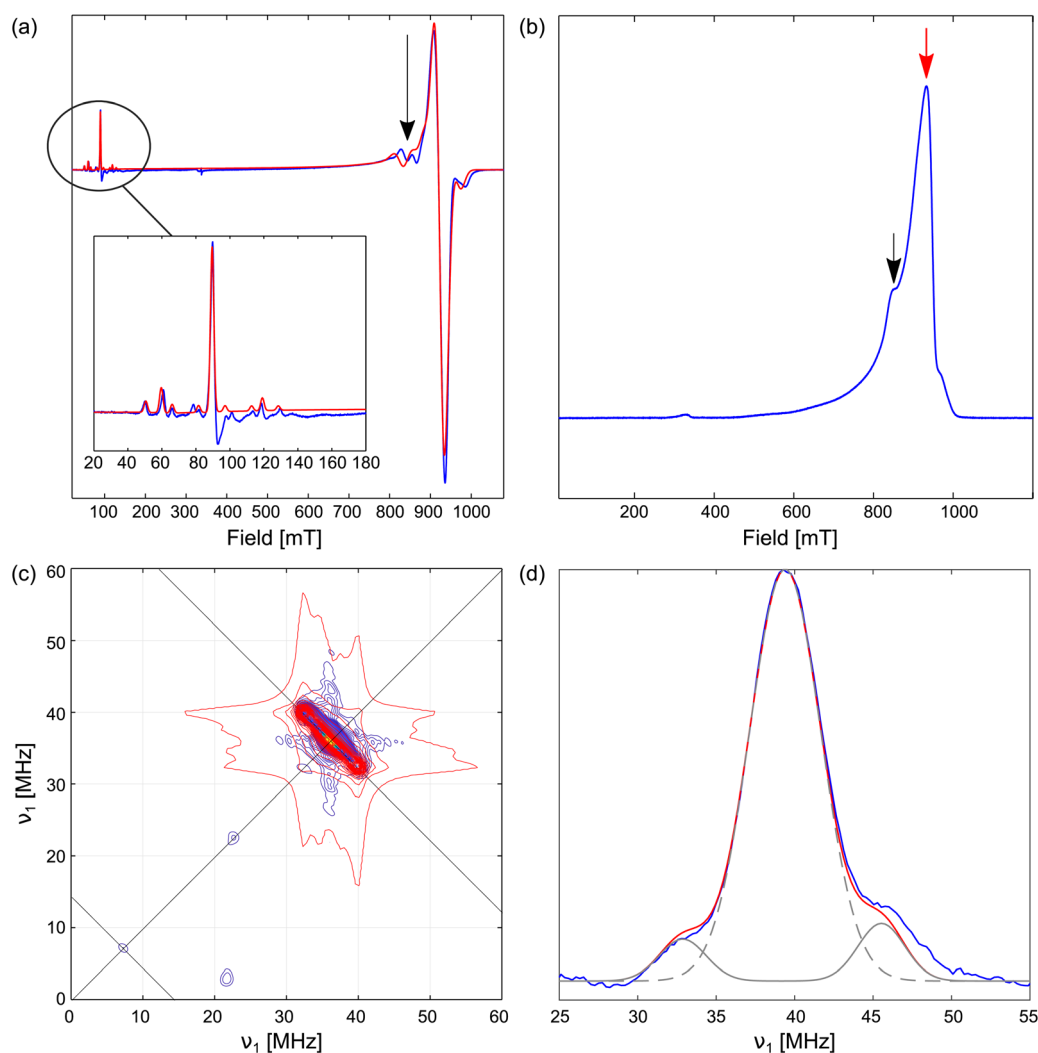 (a)
20 40 60 80 100 120 140 160 180
100 200 300 400 500 600 700 800 900 1000
Field [mT]
(b)
200 400 600 800 1000
Field [mT]
(c)
60
50
40
30
20
10
0
ν1 [MHz]
0 10 20 30 40 50 60
ν1 [MHz]
(d)
25 30 35 40 45 50 55
ν1 [MHz]